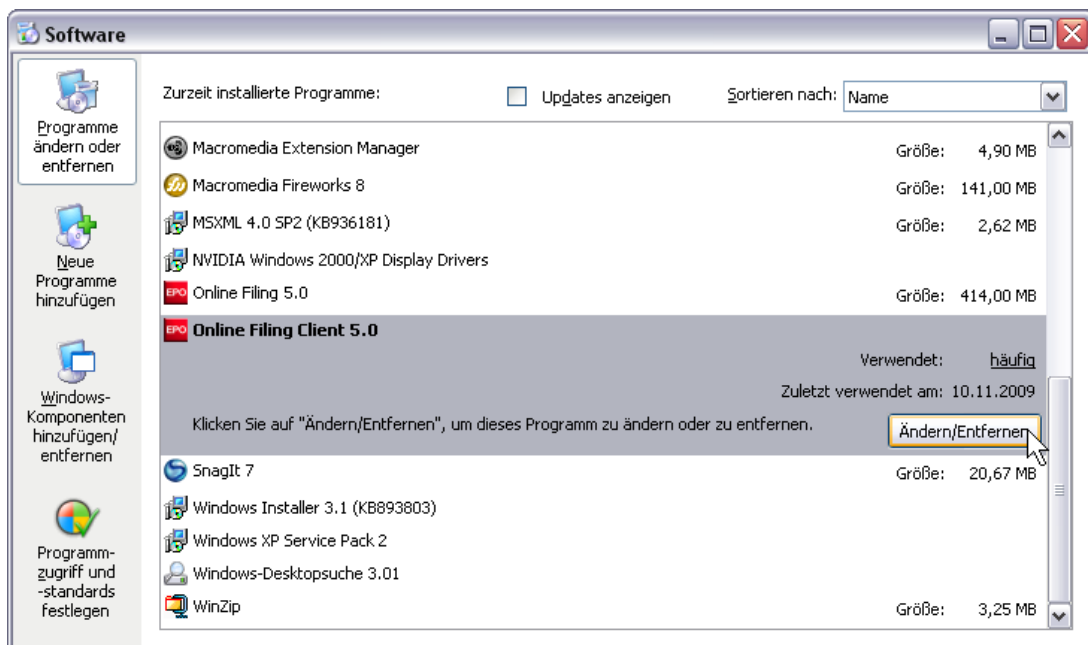 Software
Programme
ändern oder
entfernen
Neue
Programme
hinzufügen
Windows-
Komponenten
hinzufügen/
entfernen
Programm-
zugriff und
-standards
festlegen
Zurzeit installierte Programme: Updates anzeigen Sortieren nach: Name
Macromedia Extension Manager Größe: 4,90 MB
Macromedia Fireworks 8 Größe: 141,00 MB
MSXML 4.0 SP2 (KB936181) Größe: 2,62 MB
NVIDIA Windows 2000/XP Display Drivers
EPO Online Filing 5.0 Größe: 414,00 MB
EPO Online Filing Client 5.0
Verwendet: häufig
Zuletzt verwendet am: 10.11.2009
Klicken Sie auf "Ändern/Entfernen", um dieses Programm zu ändern oder zu entfernen. Ändern/Entfernen
SnagIt 7 Größe: 20,67 MB
Windows Installer 3.1 (KB893803)
Windows XP Service Pack 2
Windows-Desktopsuche 3.01
WinZip Größe: 3,25 MB